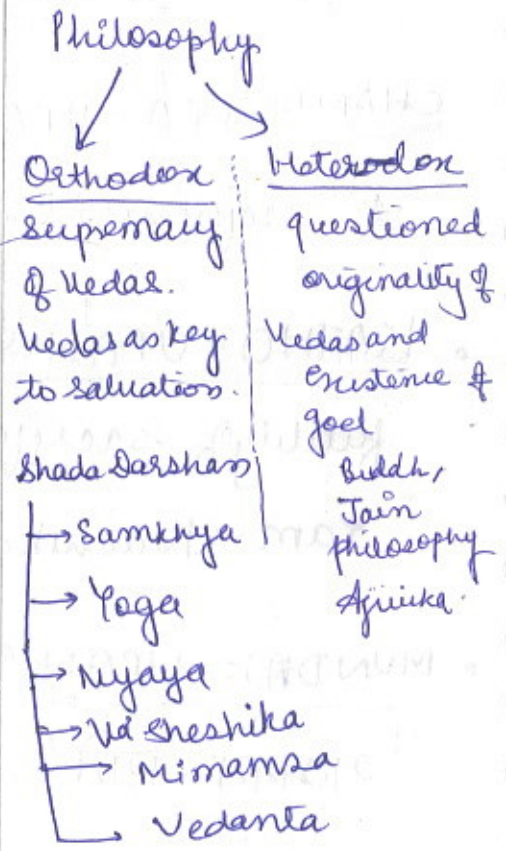 Philosophy
Orthodox
Supremacy
of Vedas.
Vedas as key
to salvation.
Shada Darshan
Samkhya
Yoga
Nyaya
Vaisheshika
Mimamsa
Vedanta
Heterodox
questioned
originality of
Vedas and
Existence of
god
Buddh,
Jain
philosophy
Ajivika.